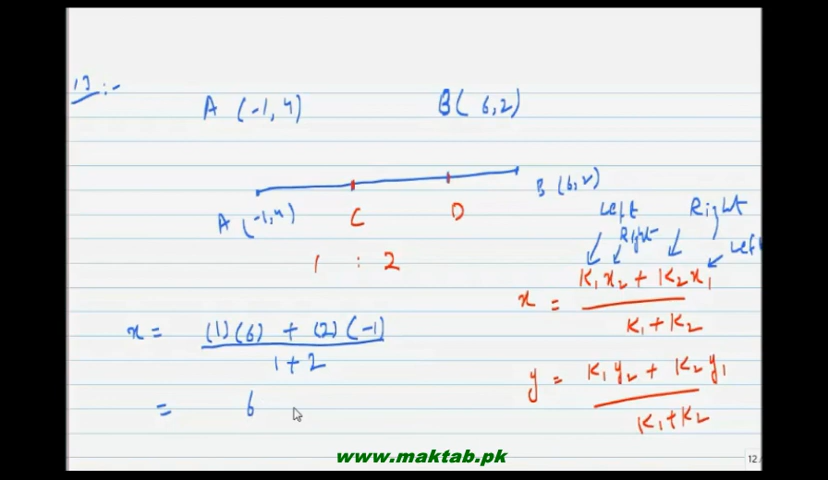 13:-
A (-1,4) B( 6,2)
A (-1,4) C D B (6,2)
1 : 2
Left Right
Right Left
x = K₁x₂ + K₂x₁ / K₁+K₂
y = K₁y₂ + K₂y₁ / K₁+K₂
x = (1)(6) + (2)(-1) / 1+2
= 6
www.maktab.pk
12